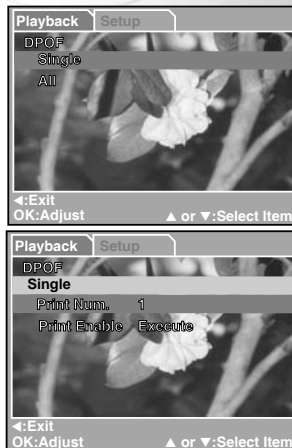 Playback Setup
DPOF
Single
All
◀:Exit
OK:Adjust ▲ or ▼:Select Item
Playback Setup
DPOF
Single
Print Num. 1
Print Enable Execute
◀:Exit
OK:Adjust ▲ or ▼:Select Item